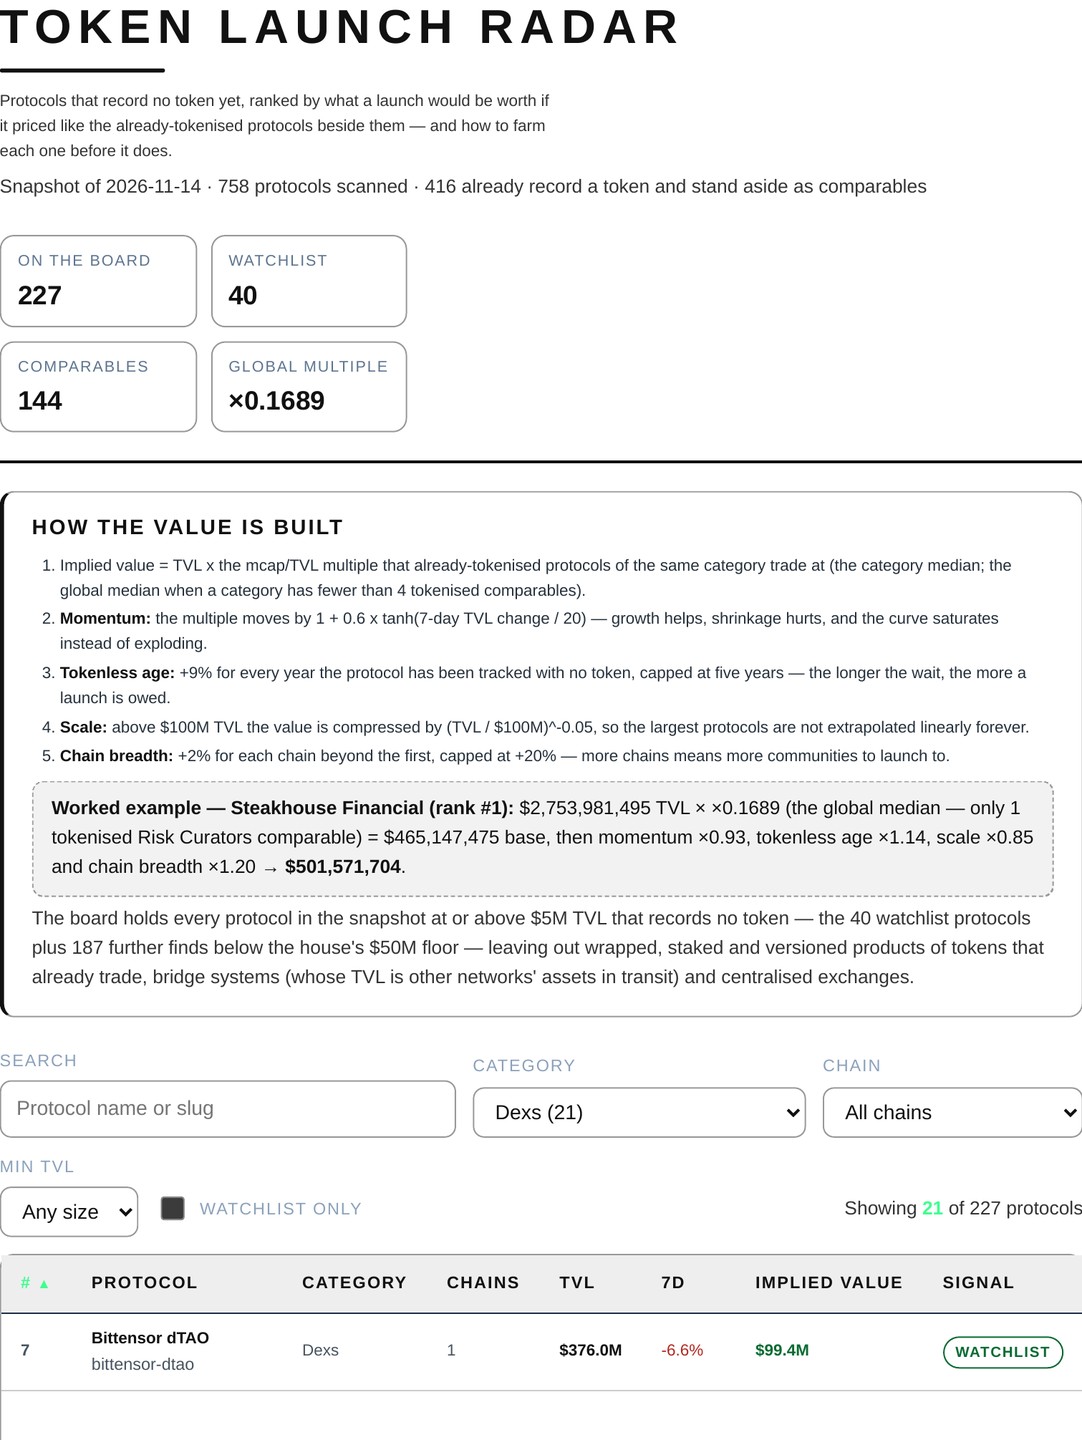 TOKEN LAUNCH RADAR
Protocols that record no token yet, ranked by what a launch would be worth if
it priced like the already-tokenised protocols beside them — and how to farm
each one before it does.
Snapshot of 2026-11-14 · 758 protocols scanned · 416 already record a token and stand aside as comparables
ON THE BOARD
227
WATCHLIST
40
COMPARABLES
144
GLOBAL MULTIPLE
×0.1689
HOW THE VALUE IS BUILT
1. Implied value = TVL x the mcap/TVL multiple that already-tokenised protocols of the same category trade at (the category median; the
global median when a category has fewer than 4 tokenised comparables).
2. Momentum: the multiple moves by 1 + 0.6 x tanh(7-day TVL change / 20) — growth helps, shrinkage hurts, and the curve saturates
instead of exploding.
3. Tokenless age: +9% for every year the protocol has been tracked with no token, capped at five years — the longer the wait, the more a
launch is owed.
4. Scale: above $100M TVL the value is compressed by (TVL / $100M)^-0.05, so the largest protocols are not extrapolated linearly forever.
5. Chain breadth: +2% for each chain beyond the first, capped at +20% — more chains means more communities to launch to.
Worked example — Steakhouse Financial (rank #1): $2,753,981,495 TVL × ×0.1689 (the global median — only 1
tokenised Risk Curators comparable) = $465,147,475 base, then momentum ×0.93, tokenless age ×1.14, scale ×0.85
and chain breadth ×1.20 → $501,571,704.
The board holds every protocol in the snapshot at or above $5M TVL that records no token — the 40 watchlist protocols
plus 187 further finds below the house's $50M floor — leaving out wrapped, staked and versioned products of tokens that
already trade, bridge systems (whose TVL is other networks' assets in transit) and centralised exchanges.
SEARCH
Protocol name or slug
CATEGORY
Dexs (21)
CHAIN
All chains
MIN TVL
Any size
WATCHLIST ONLY
Showing 21 of 227 protocols
# ▲ PROTOCOL CATEGORY CHAINS TVL 7D IMPLIED VALUE SIGNAL
7 Bittensor dTAO Dexs 1 $376.0M -6.6% $99.4M WATCHLIST
bittensor-dtao